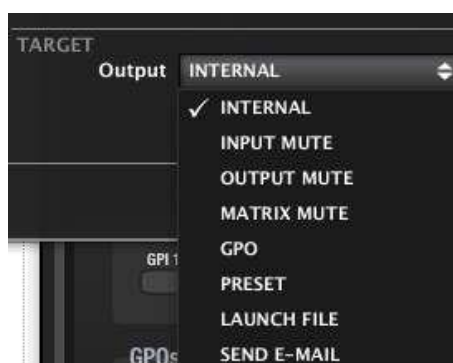 TARGET
Output INTERNAL
✓ INTERNAL
INPUT MUTE
OUTPUT MUTE
MATRIX MUTE
GPO
GPI 1
PRESET
LAUNCH FILE
GPOs
SEND E-MAIL